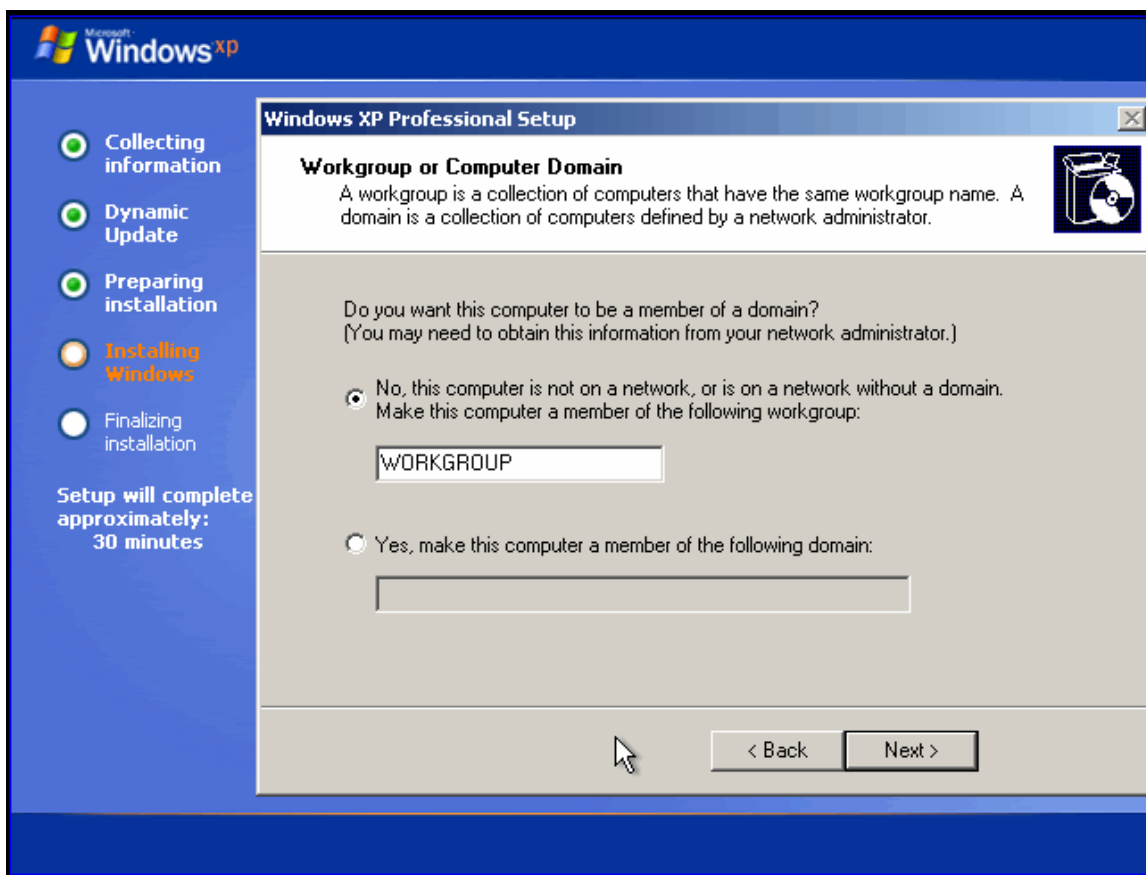 Microsoft
Windows xp
Collecting
information
Dynamic
Update
Preparing
installation
Installing
Windows
Finalizing
installation
Setup will complete
approximately:
30 minutes
Windows XP Professional Setup
Workgroup or Computer Domain
A workgroup is a collection of computers that have the same workgroup name. A
domain is a collection of computers defined by a network administrator.
Do you want this computer to be a member of a domain?
(You may need to obtain this information from your network administrator.)
No, this computer is not on a network, or is on a network without a domain.
Make this computer a member of the following workgroup:
WORKGROUP
Yes, make this computer a member of the following domain:
< Back
Next >